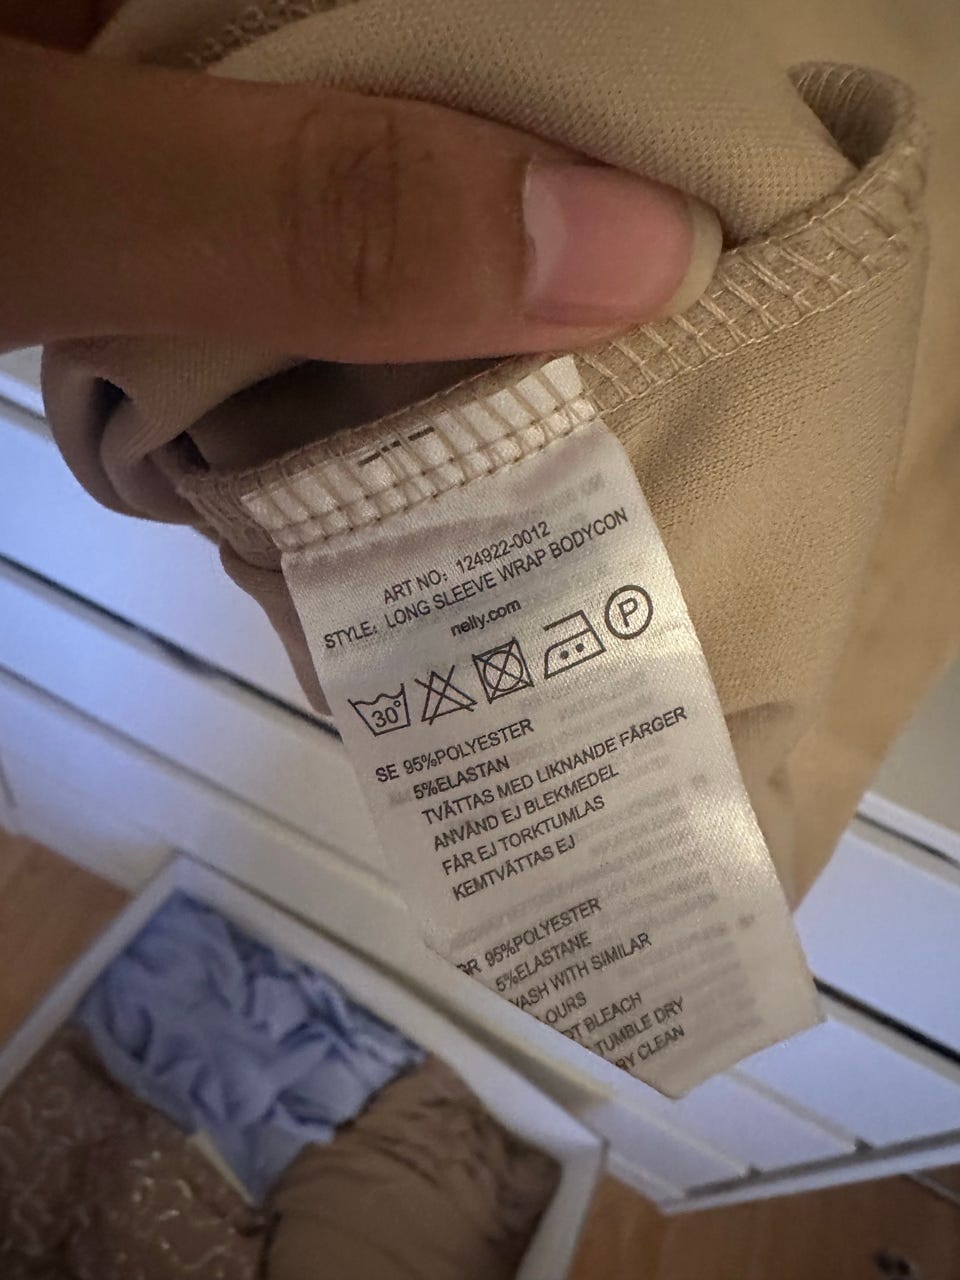 ART NO: 124922-0012
STYLE: LONG SLEEVE WRAP BODYCON
nelly.com
30° P
SE 95%POLYESTER
5%ELASTAN
TVÄTTAS MED LIKNANDE FÄRGER
ANVÄND EJ BLEKMEDEL
FÅR EJ TORKTUMLAS
KEMTVÄTTAS EJ
95%POLYESTER
5%ELASTANE
WASH WITH SIMILAR
OURS
BLEACH
TUMBLE DRY
CLEAN